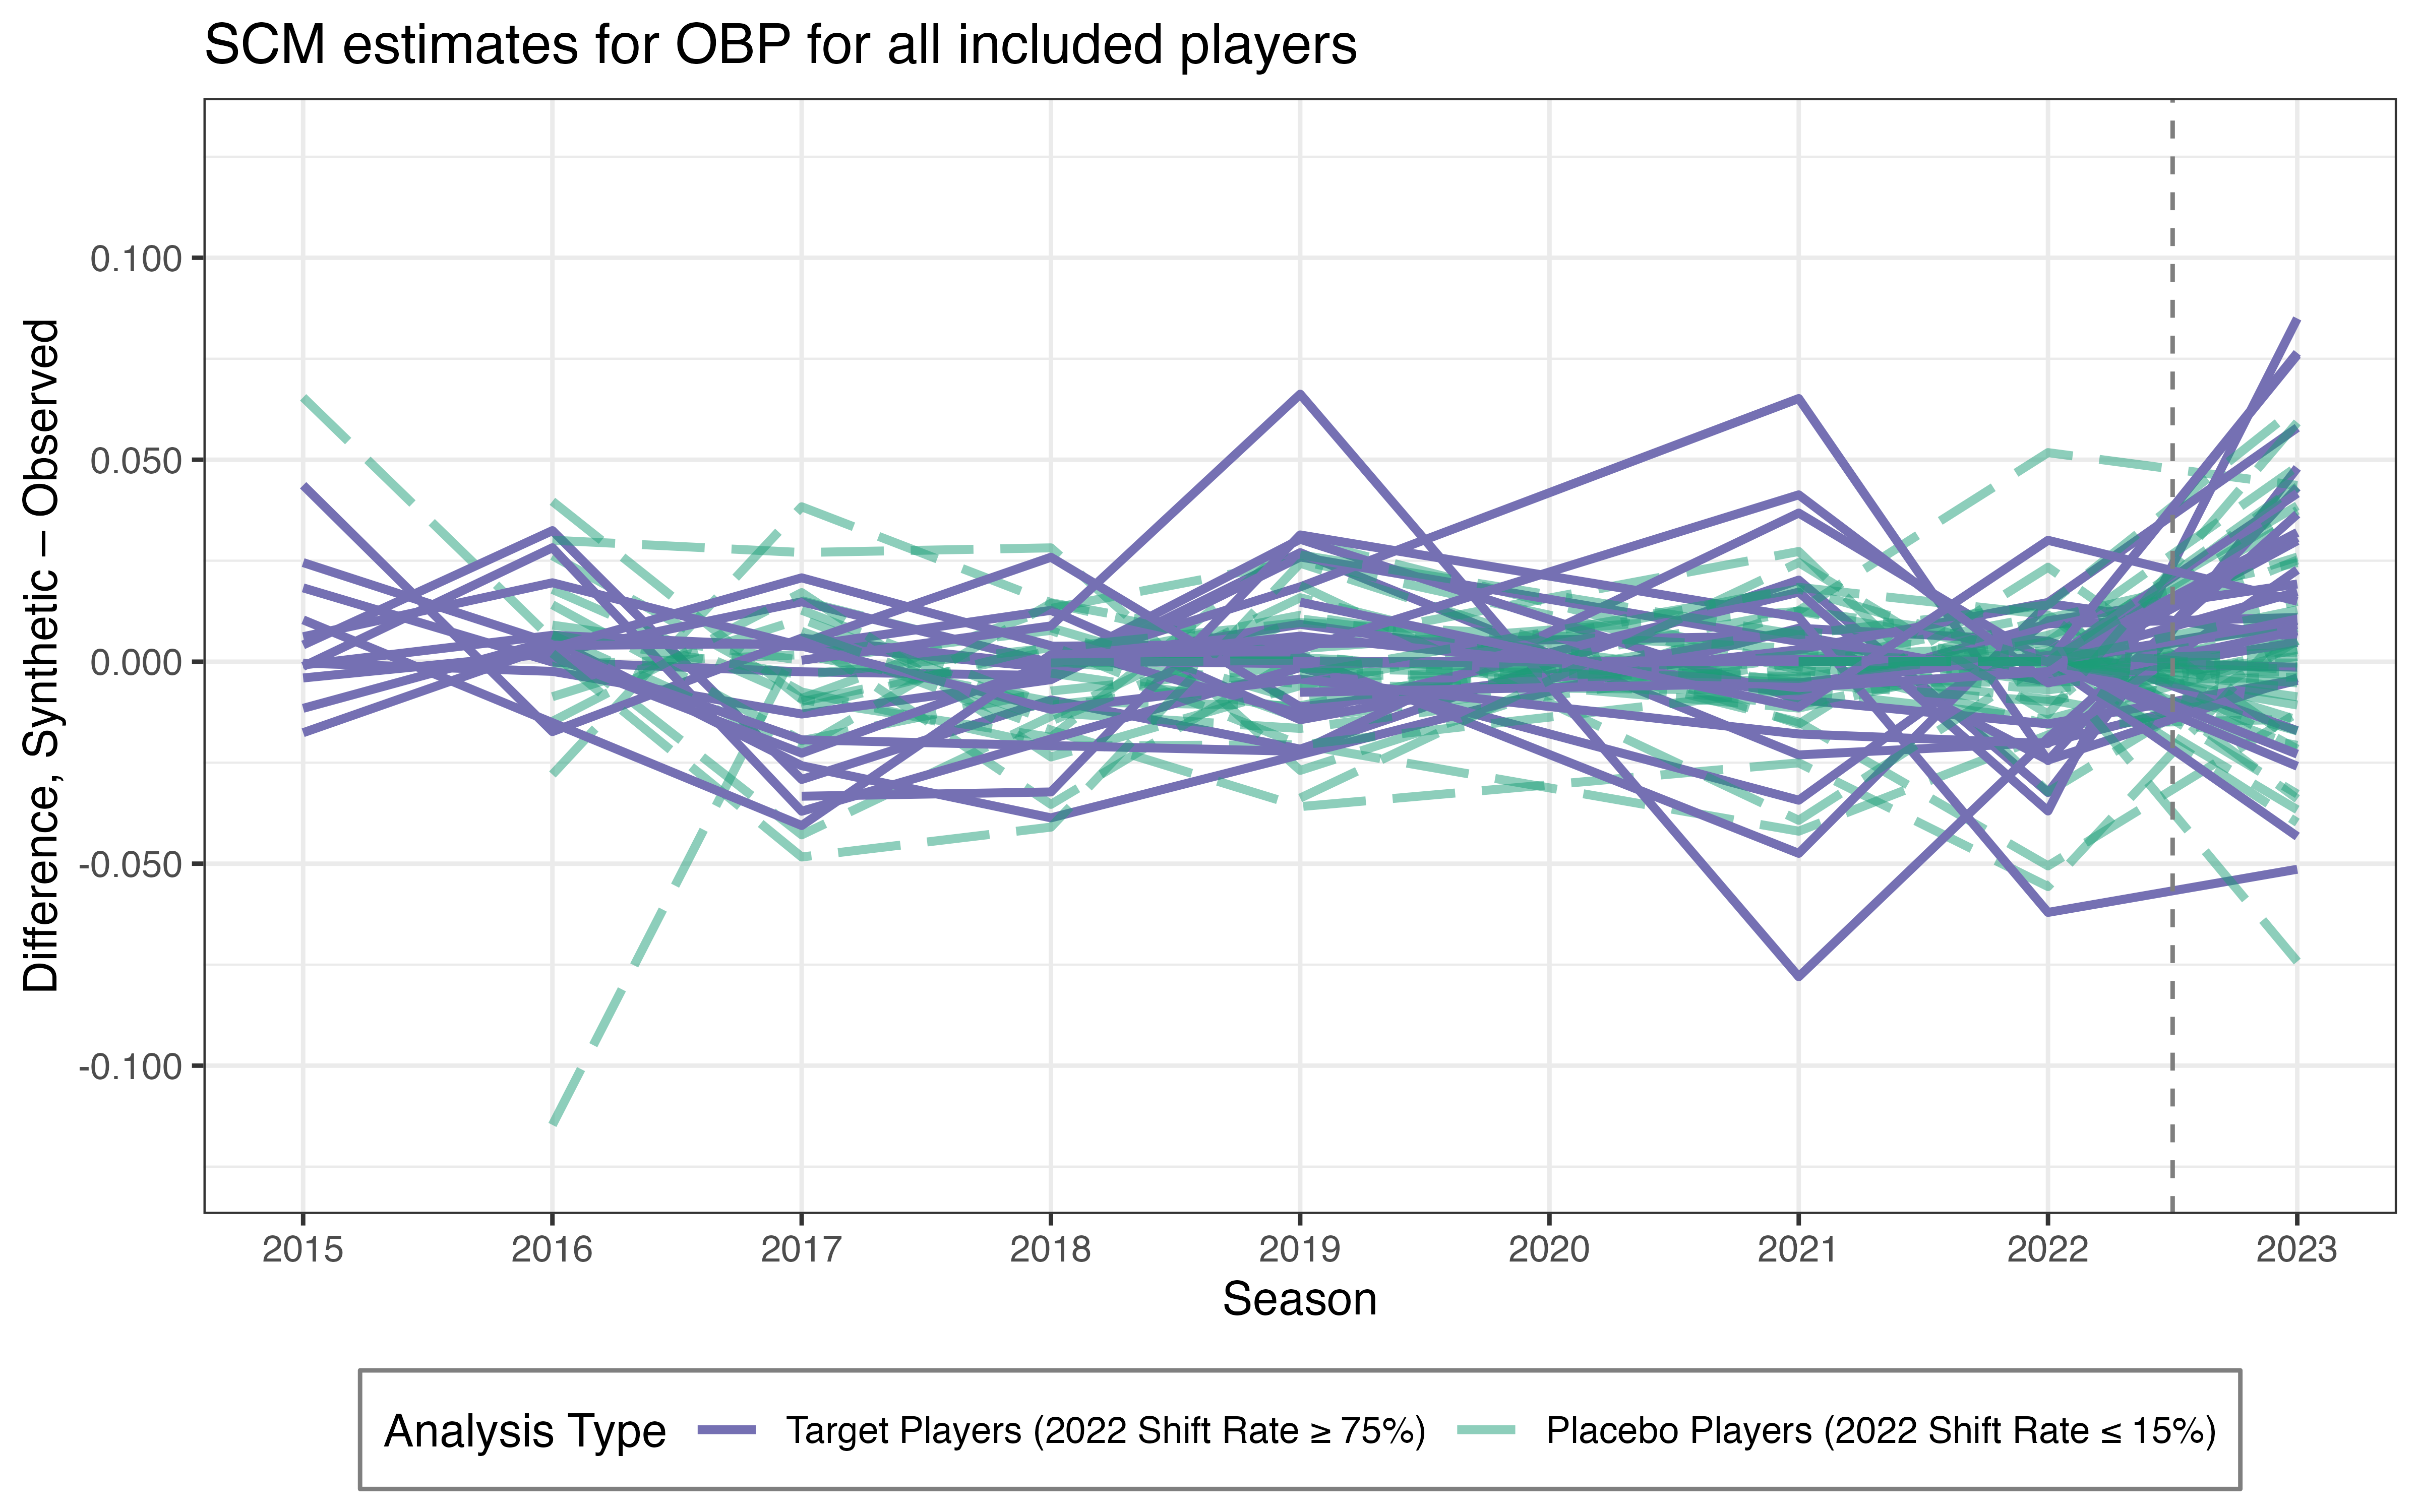 SCM estimates for OBP for all included players
Difference, Synthetic – Observed
0.100
0.050
0.000
-0.050
-0.100
2015 2016 2017 2018 2019 2020 2021 2022 2023
Season
Analysis Type Target Players (2022 Shift Rate ≥ 75%) Placebo Players (2022 Shift Rate ≤ 15%)